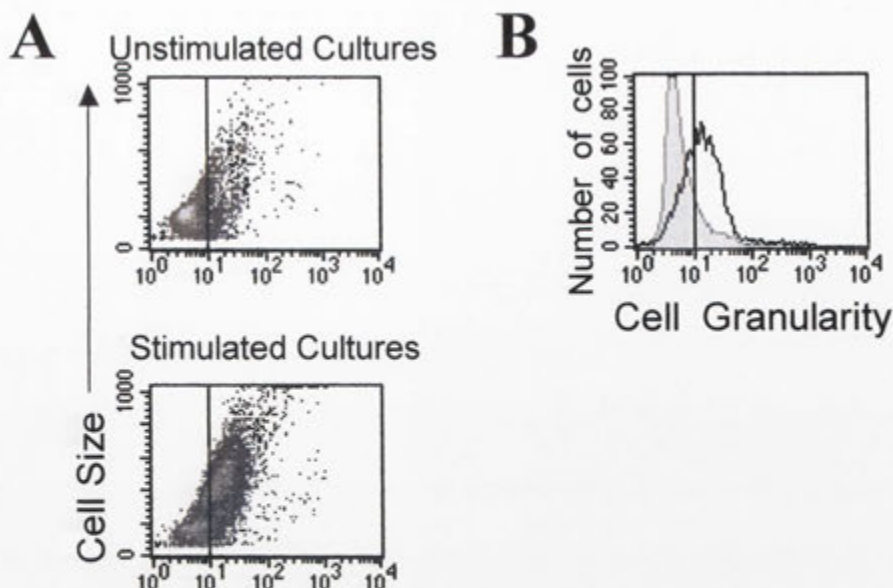 A
Unstimulated Cultures
1000
0
10^0 10^1 10^2 10^3 10^4
Stimulated Cultures
1000
0
10^0 10^1 10^2 10^3 10^4
Cell Size
B
Number of cells
0 20 40 60 80 100
10^0 10^1 10^2 10^3 10^4
Cell Granularity